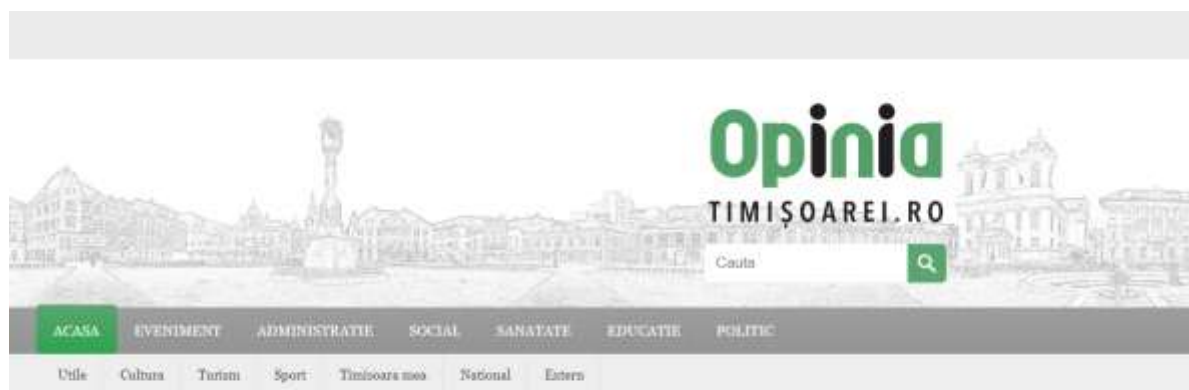 Opinia
TIMIȘOAREI.RO
Cauta
ACASA EVENIMENT ADMINISTRATIE SOCIAL SANATATE EDUCATIE POLITIC
Utile Cultura Turism Sport Timisoara mea National Extern